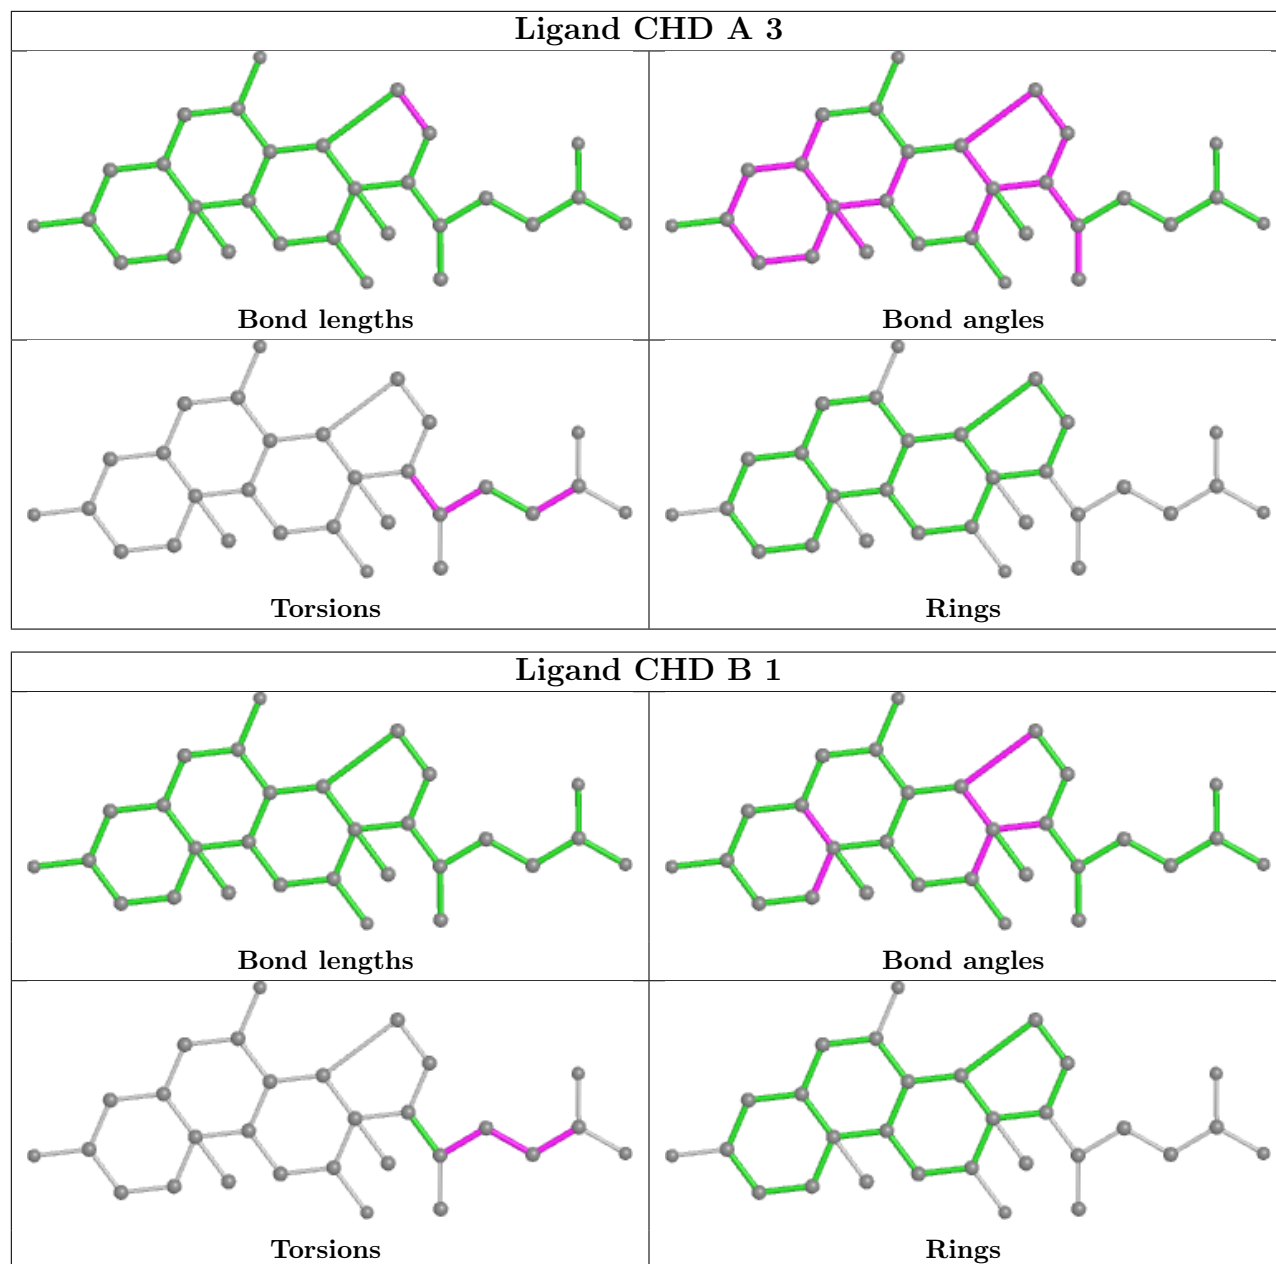 Ligand CHD A 3
Bond lengths
Bond angles
Torsions
Rings
Ligand CHD B 1
Bond lengths
Bond angles
Torsions
Rings